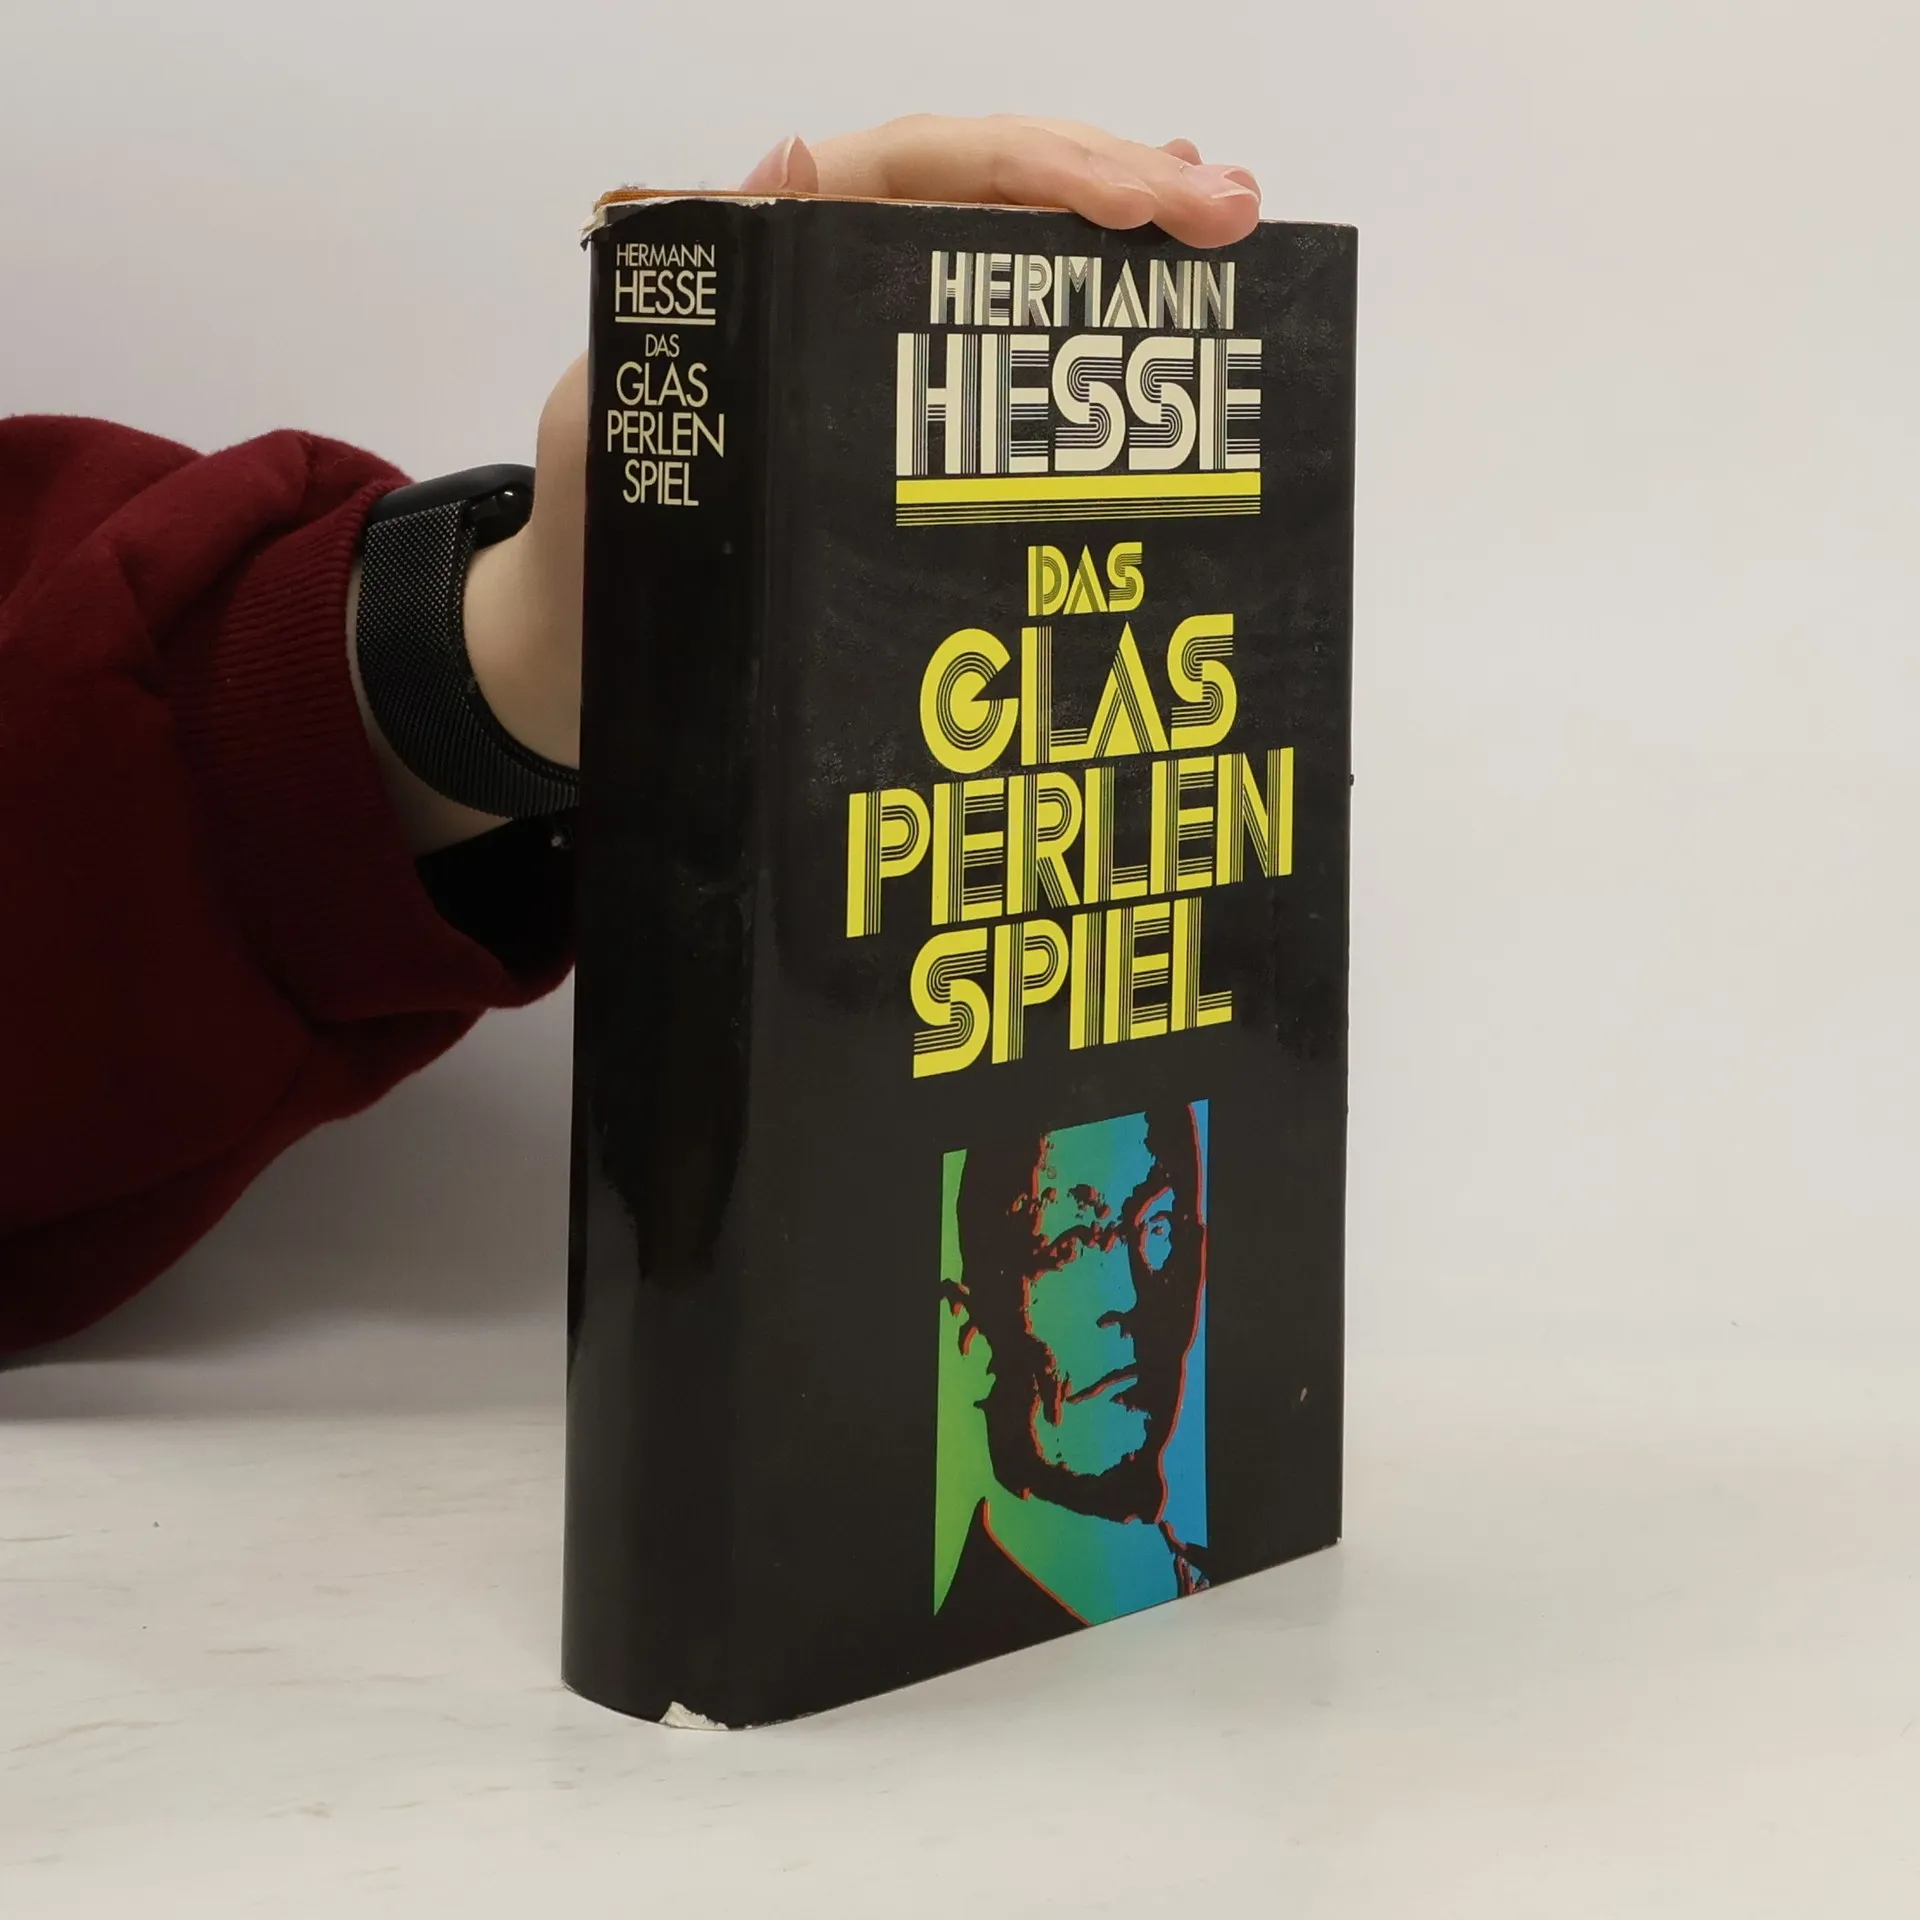 HERMANN
HESSE
DAS
GLAS
PERLEN
SPIEL
HERMANN
HESSE
DAS
GLAS
PERLEN
SPIEL